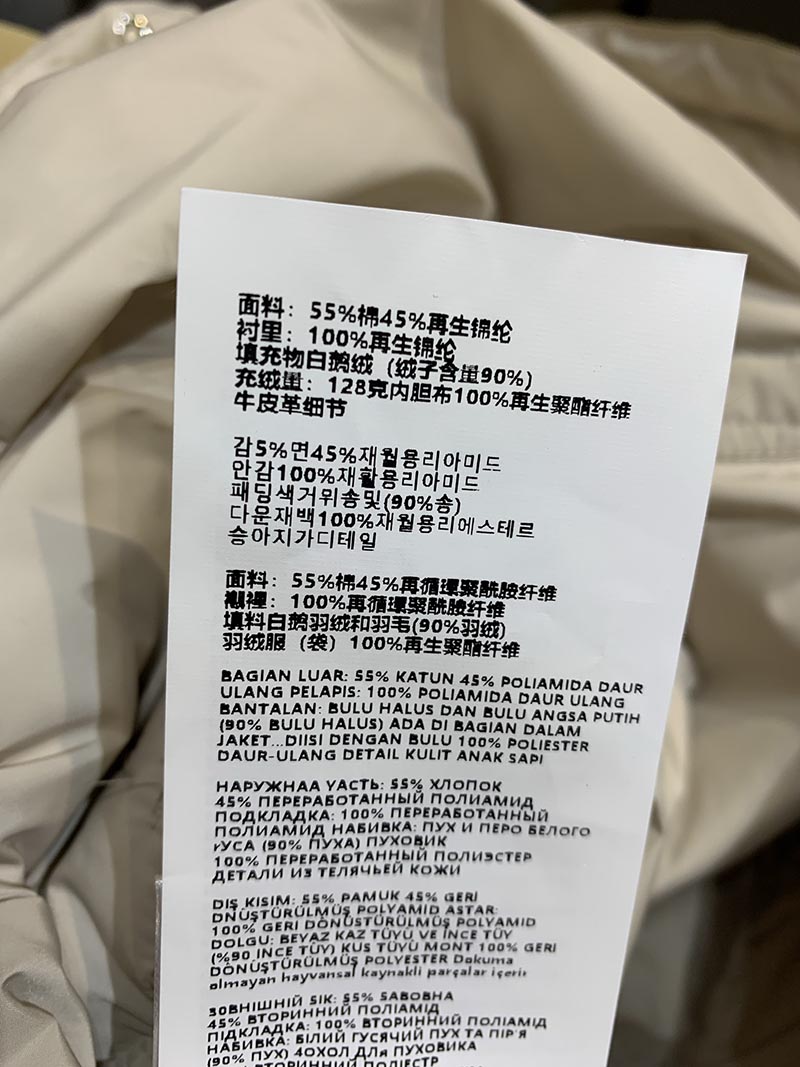 面料：55%棉45%再生锦纶
衬里：100%再生锦纶
填充物白鹅绒（绒子含量90%）
充绒量：128克内胆布100%再生聚酯纤维
牛皮革细节
감5%면45%재월용리아미드
안감100%재활용리아미드
패딩색거위솜및(90%솜)
다운재백100%재월용리에스테르
승아지가디테일
面料：55%棉45%再循環聚酰胺纤维
襯裡：100%再循環聚酰胺纤维
填料白鹅羽绒和羽毛(90%羽绒)
羽绒服（袋）100%再生聚酯纤维
BAGIAN LUAR: 55% KATUN 45% POLIAMIDA DAUR
ULANG PELAPIS: 100% POLIAMIDA DAUR ULANG
BANTALAN: BULU HALUS DAN BULU ANGSA PUTIH
(90% BULU HALUS) ADA DI BAGIAN DALAM
JAKET...DIISI DENGAN BULU 100% POLIESTER
DAUR-ULANG DETAIL KULIT ANAK SAPI
НАРУЖНАА YACTЬ: 55% ХЛОПОК
45% ПЕРЕРАБОТАННЫЙ ПОЛИАМИД
ПОДКЛАДКА: 100% ПЕРЕРАБОТАННЫЙ
ПОЛИАМИД НАБИВКА: ПУХ И ПЕРО БЕЛОГО
гУСА (90% ПУХА) ПУХОВИК
100% ПЕРЕРАБОТАННЫЙ ПОЛИЭСТЕР
ДЕТАЛИ ИЗ ТЕЛЯЧЬЕЙ КОЖИ
DIŞ KISIM: 55% PAMUK 45% GERİ
DNÜŞTÜRÜLMÜŞ POLYAMID ASTAR:
100% GERI DÖNÜSTÜRÜLMÜŞ POLYAMID
DOLGU: BEYAZ KAZ TÜYÜ VE İNCE TÜY
(%90 INCE TÜY) KUS TÜYÜ MONT 100% GERI
DÖNÜŞTÜRÜLMÜŞ POLYESTER Dokuma
olmayan hayvansal kaynakli parçalar içerir
ЗОВНІШНІЙ SIK: 55% SABOBHA
45% ВТОРИННИЙ ПОЛІАМІД
ПІДКЛАДКА: 100% ВТОРИННИЙ ПОЛІАМІД
НАБИВКА: БІЛИЙ ГУСЯЧИЙ ПУХ ТА ПІР'Я
(90% ПУХ) 4ОХОЛ ДЛя ПУХОВИКА
ВТОРИННИЙ ПОЛІЕСТР